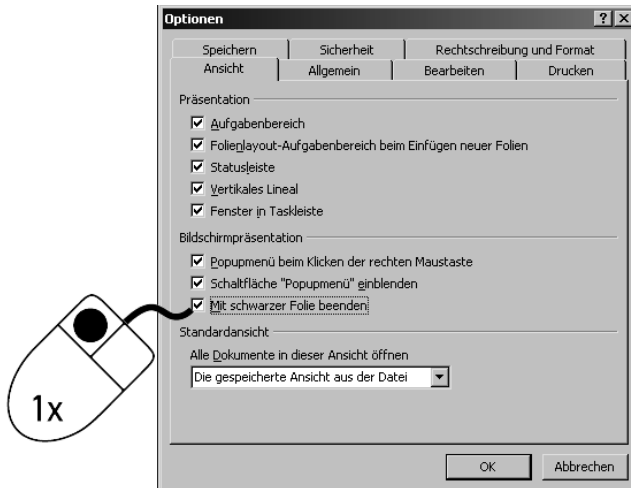 Optionen
Speichern Sicherheit Rechtschreibung und Format
Ansicht Allgemein Bearbeiten Drucken
Präsentation
Aufgabenbereich
Folienlayout-Aufgabenbereich beim Einfügen neuer Folien
Statusleiste
Vertikales Lineal
Fenster in Taskleiste
Bildschirmpräsentation
Popupmenü beim Klicken der rechten Maustaste
Schaltfläche "Popupmenü" einblenden
Mit schwarzer Folie beenden
Standardansicht
Alle Dokumente in dieser Ansicht öffnen
Die gespeicherte Ansicht aus der Datei
1x
OK Abbrechen